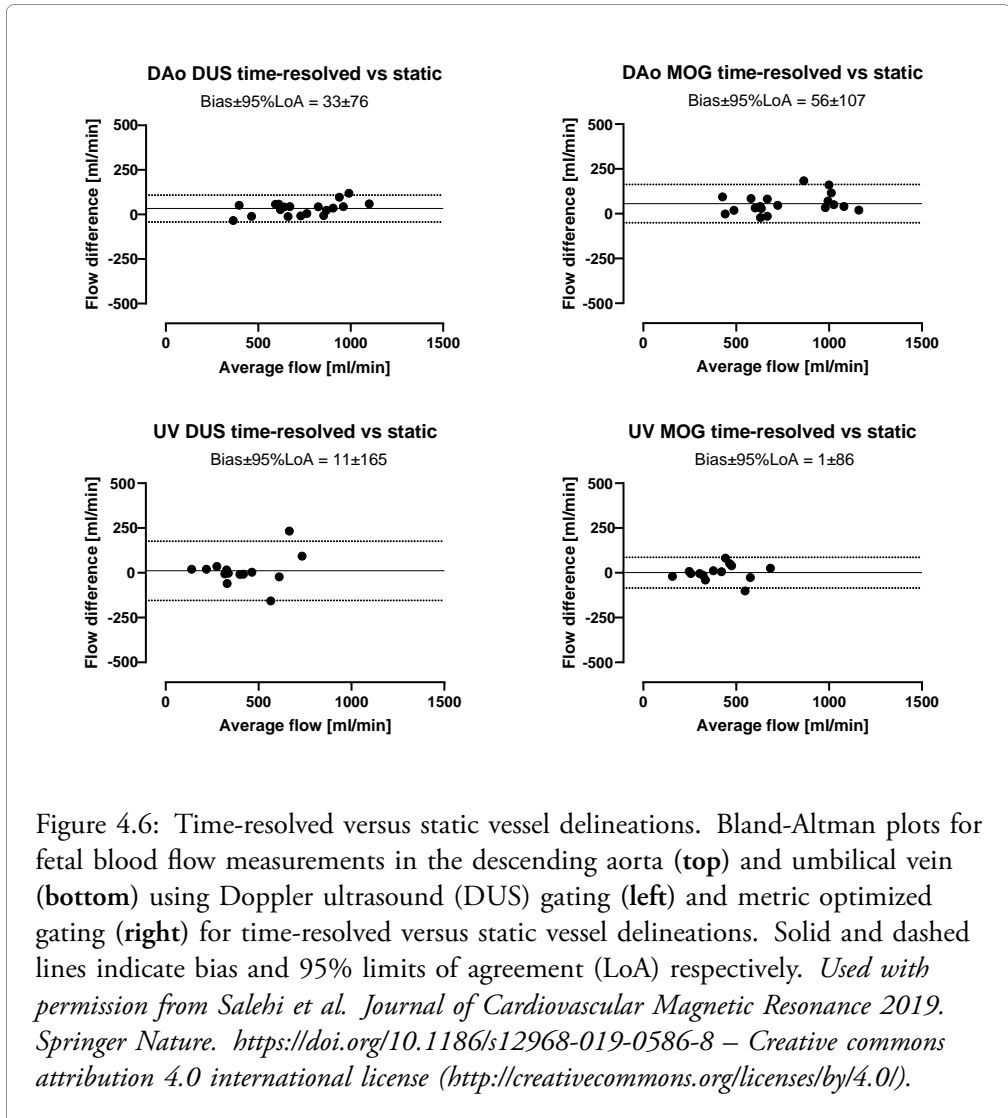 DAo DUS time-resolved vs static
Bias±95%LoA = 33±76
Flow difference [ml/min]
500
250
0
-250
-500
0 500 1000 1500
Average flow [ml/min]
DAo MOG time-resolved vs static
Bias±95%LoA = 56±107
Flow difference [ml/min]
500
250
0
-250
-500
0 500 1000 1500
Average flow [ml/min]
UV DUS time-resolved vs static
Bias±95%LoA = 11±165
Flow difference [ml/min]
500
250
0
-250
-500
0 500 1000 1500
Average flow [ml/min]
UV MOG time-resolved vs static
Bias±95%LoA = 1±86
Flow difference [ml/min]
500
250
0
-250
-500
0 500 1000 1500
Average flow [ml/min]
Figure 4.6: Time-resolved versus static vessel delineations. Bland-Altman plots for
fetal blood flow measurements in the descending aorta (top) and umbilical vein
(bottom) using Doppler ultrasound (DUS) gating (left) and metric optimized
gating (right) for time-resolved versus static vessel delineations. Solid and dashed
lines indicate bias and 95% limits of agreement (LoA) respectively. Used with
permission from Salehi et al. Journal of Cardiovascular Magnetic Resonance 2019.
Springer Nature. https://doi.org/10.1186/s12968-019-0586-8 – Creative commons
attribution 4.0 international license (http://creativecommons.org/licenses/by/4.0/).